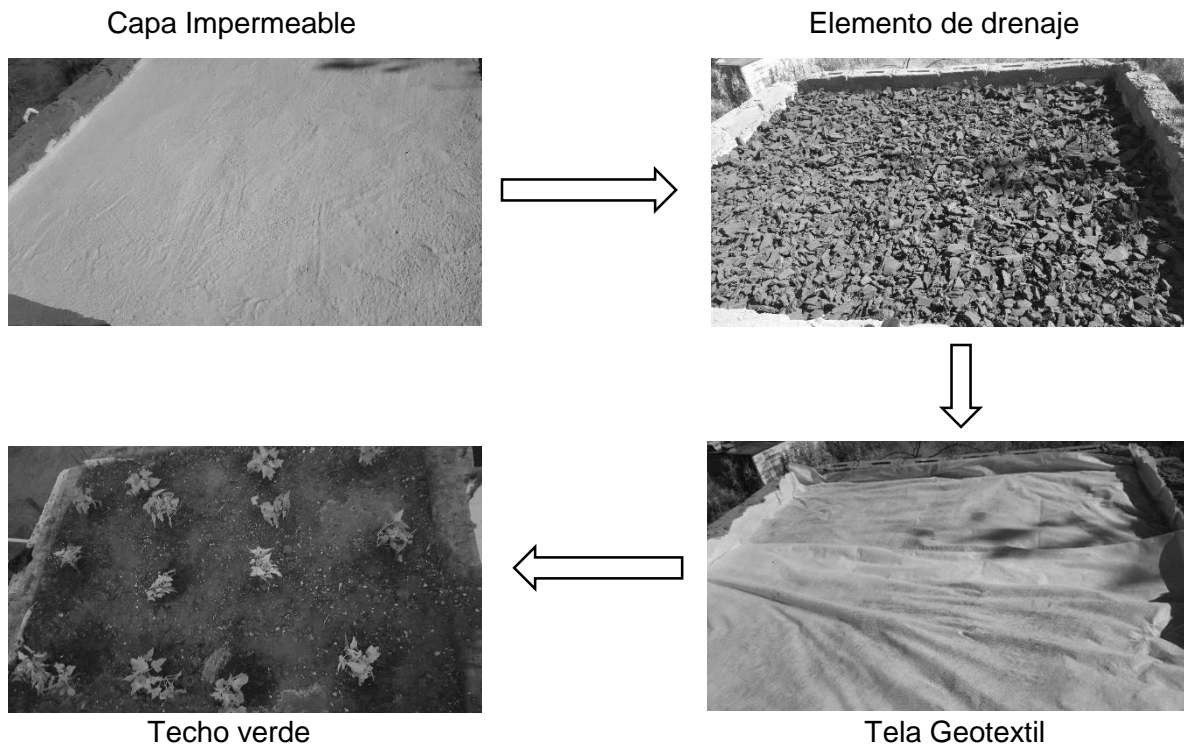 Capa Impermeable
Elemento de drenaje
Techo verde
Tela Geotextil